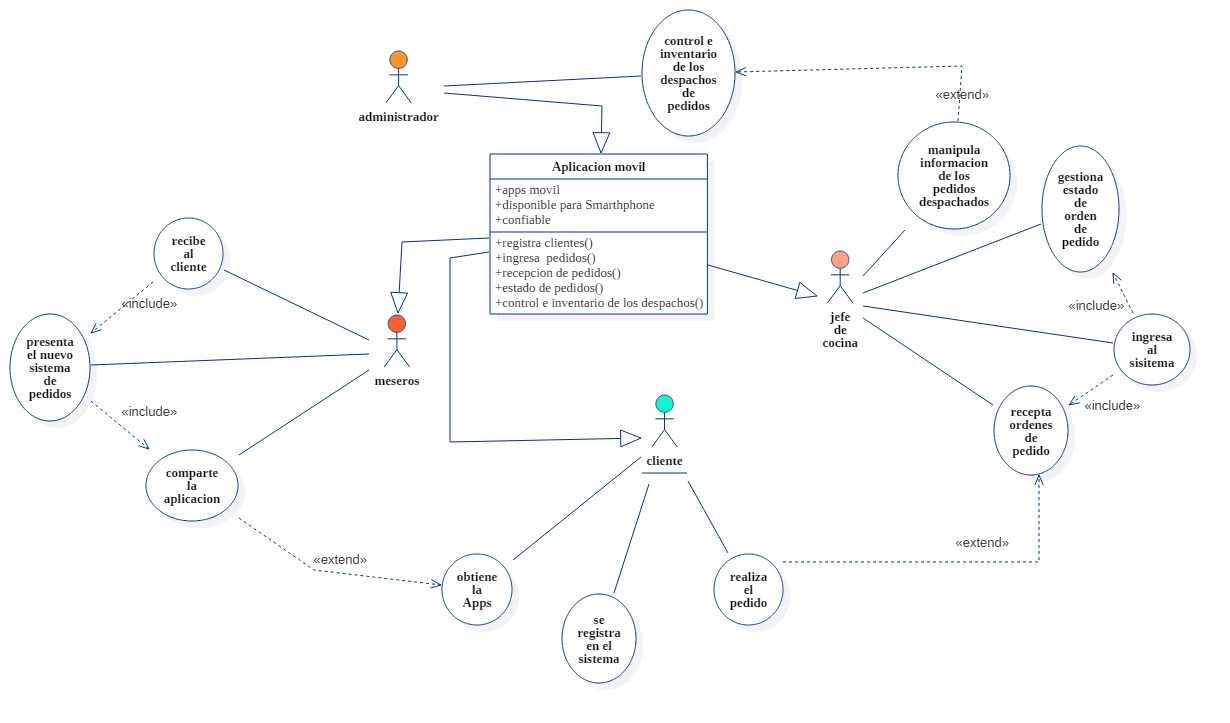 control e
inventario
de los
despachos
de
pedidos
administrador
«extend»
manipula
informacion
de los
pedidos
despachados
Aplicacion movil
+apps movil
+disponible para Smarthphone
+confiable
+registra clientes()
+ingresa  pedidos()
+recepcion de pedidos()
+estado de pedidos()
+control e inventario de los despachos()
gestiona
estado
de
orden
de
pedido
recibe
al
cliente
«include»
presenta
el nuevo
sistema
de
pedidos
meseros
jefe
de
cocina
«include»
ingresa
al
sisitema
«include»
recepta
ordenes
de
pedido
«include»
comparte
la
aplicacion
cliente
«extend»
«extend»
obtiene
la
Apps
se
registra
en el
sistema
realiza
el
pedido